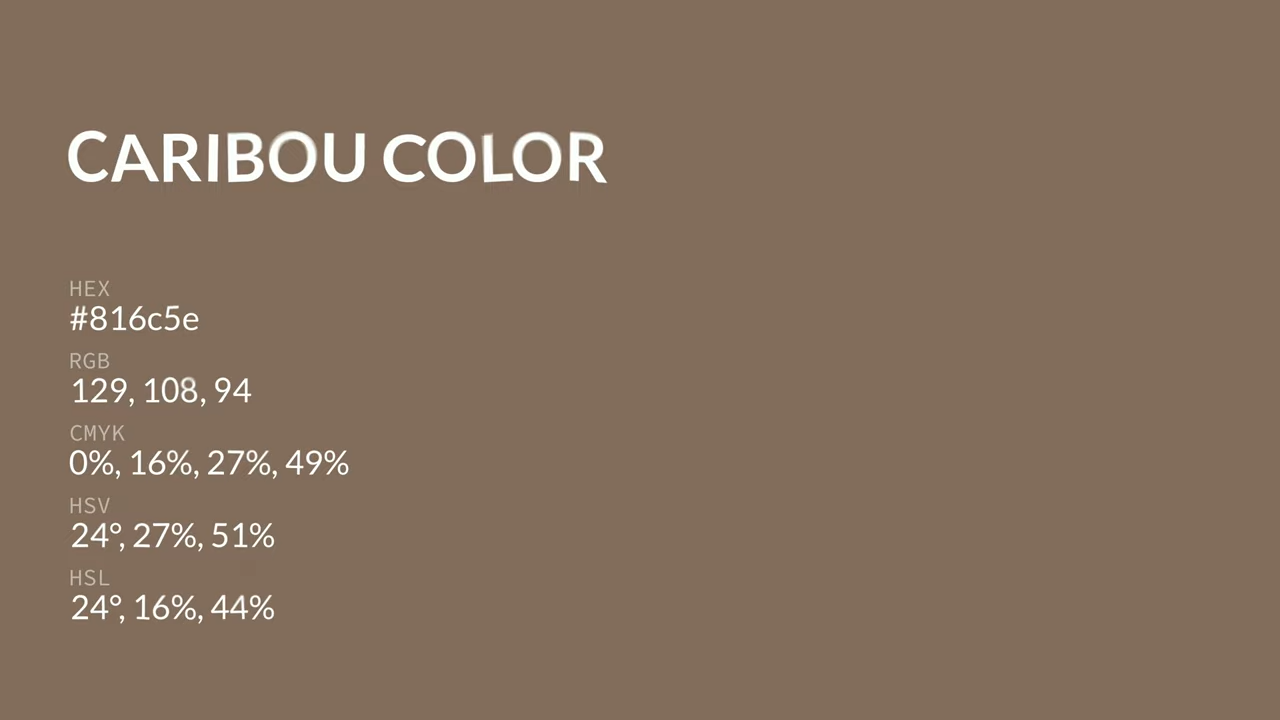 CARIBOU COLOR
HEX
#816c5e
RGB
129, 108, 94
CMYK
0%, 16%, 27%, 49%
HSV
24°, 27%, 51%
HSL
24°, 16%, 44%